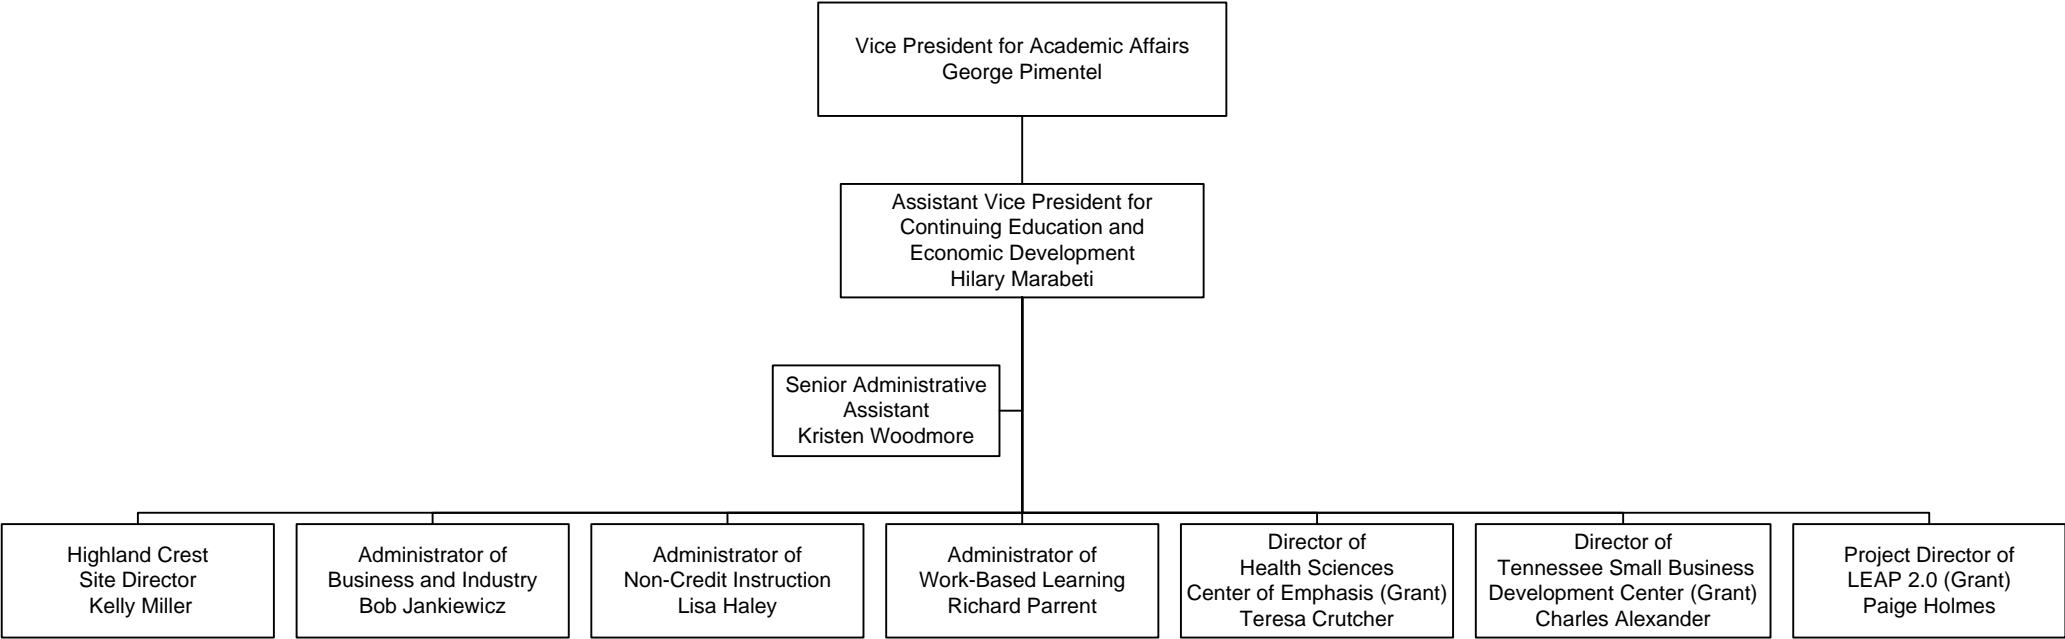 Vice President for Academic Affairs
George Pimentel
Assistant Vice President for
Continuing Education and
Economic Development
Hilary Marabeti
Senior Administrative
Assistant
Kristen Woodmore
Highland Crest
Site Director
Kelly Miller
Administrator of
Business and Industry
Bob Jankiewicz
Administrator of
Non-Credit Instruction
Lisa Haley
Administrator of
Work-Based Learning
Richard Parrent
Director of
Health Sciences
Center of Emphasis (Grant)
Teresa Crutcher
Director of
Tennessee Small Business
Development Center (Grant)
Charles Alexander
Project Director of
LEAP 2.0 (Grant)
Paige Holmes